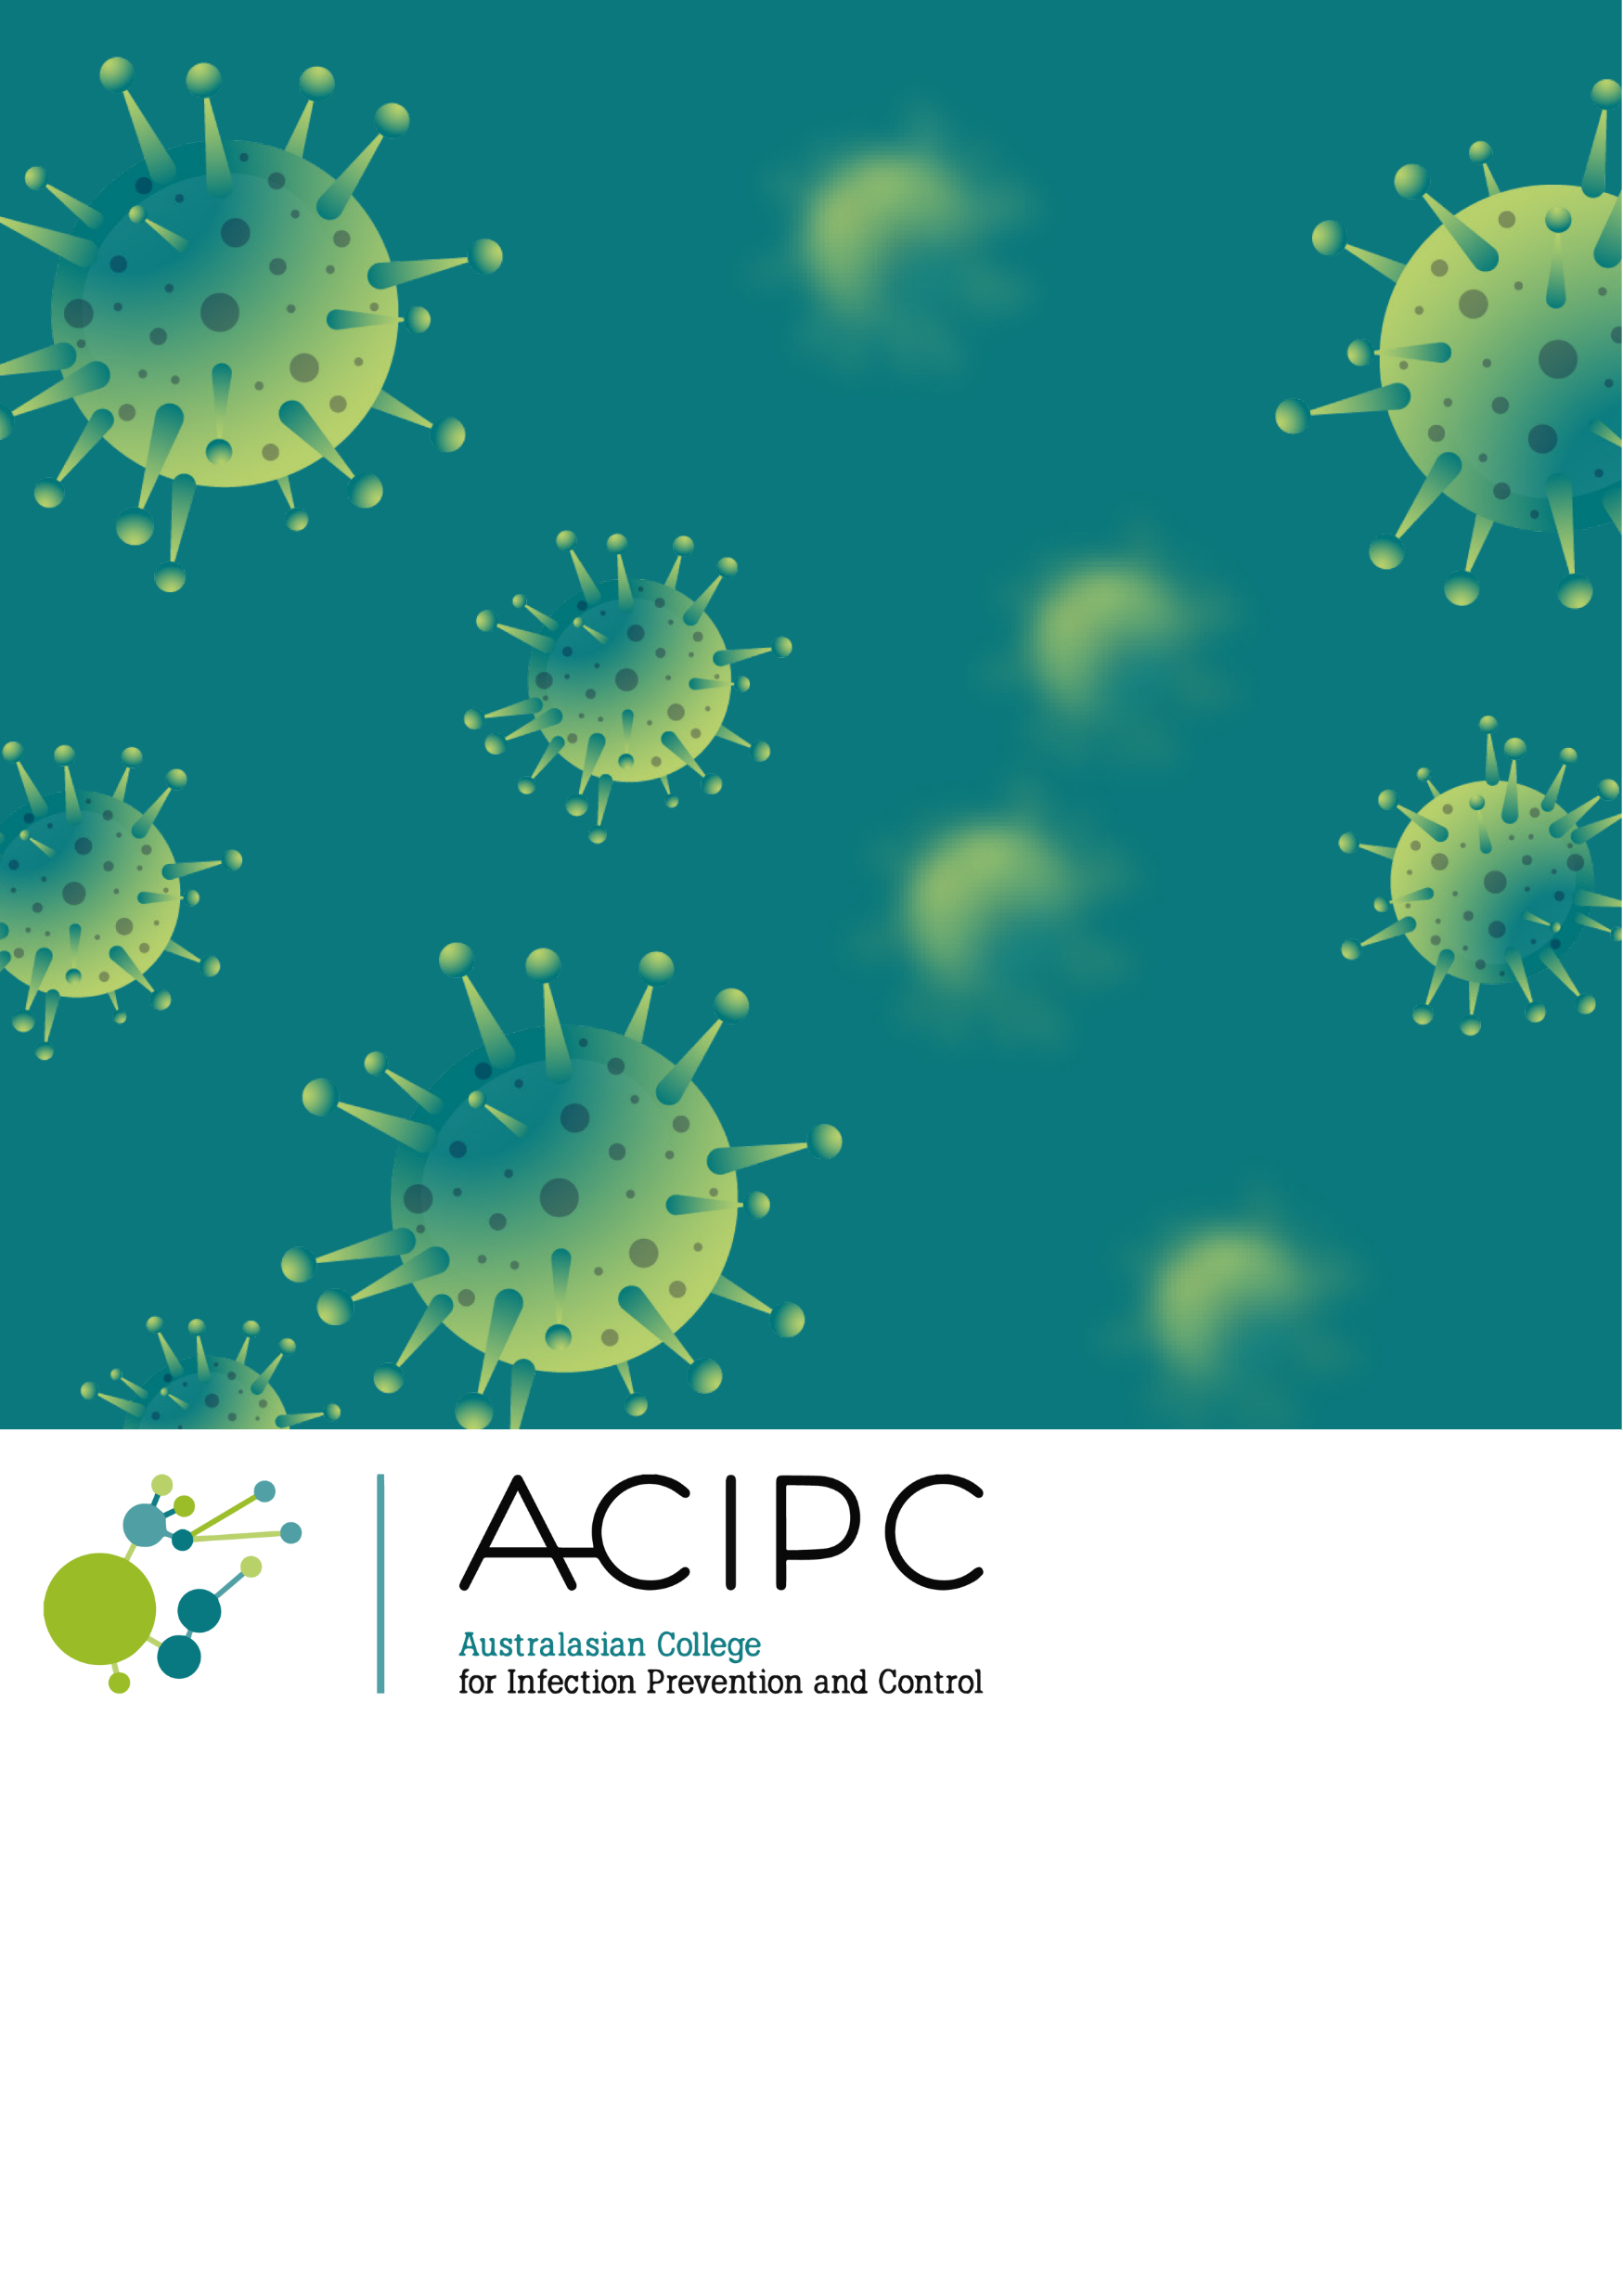 ACIPC
Australasian College
for Infection Prevention and Control